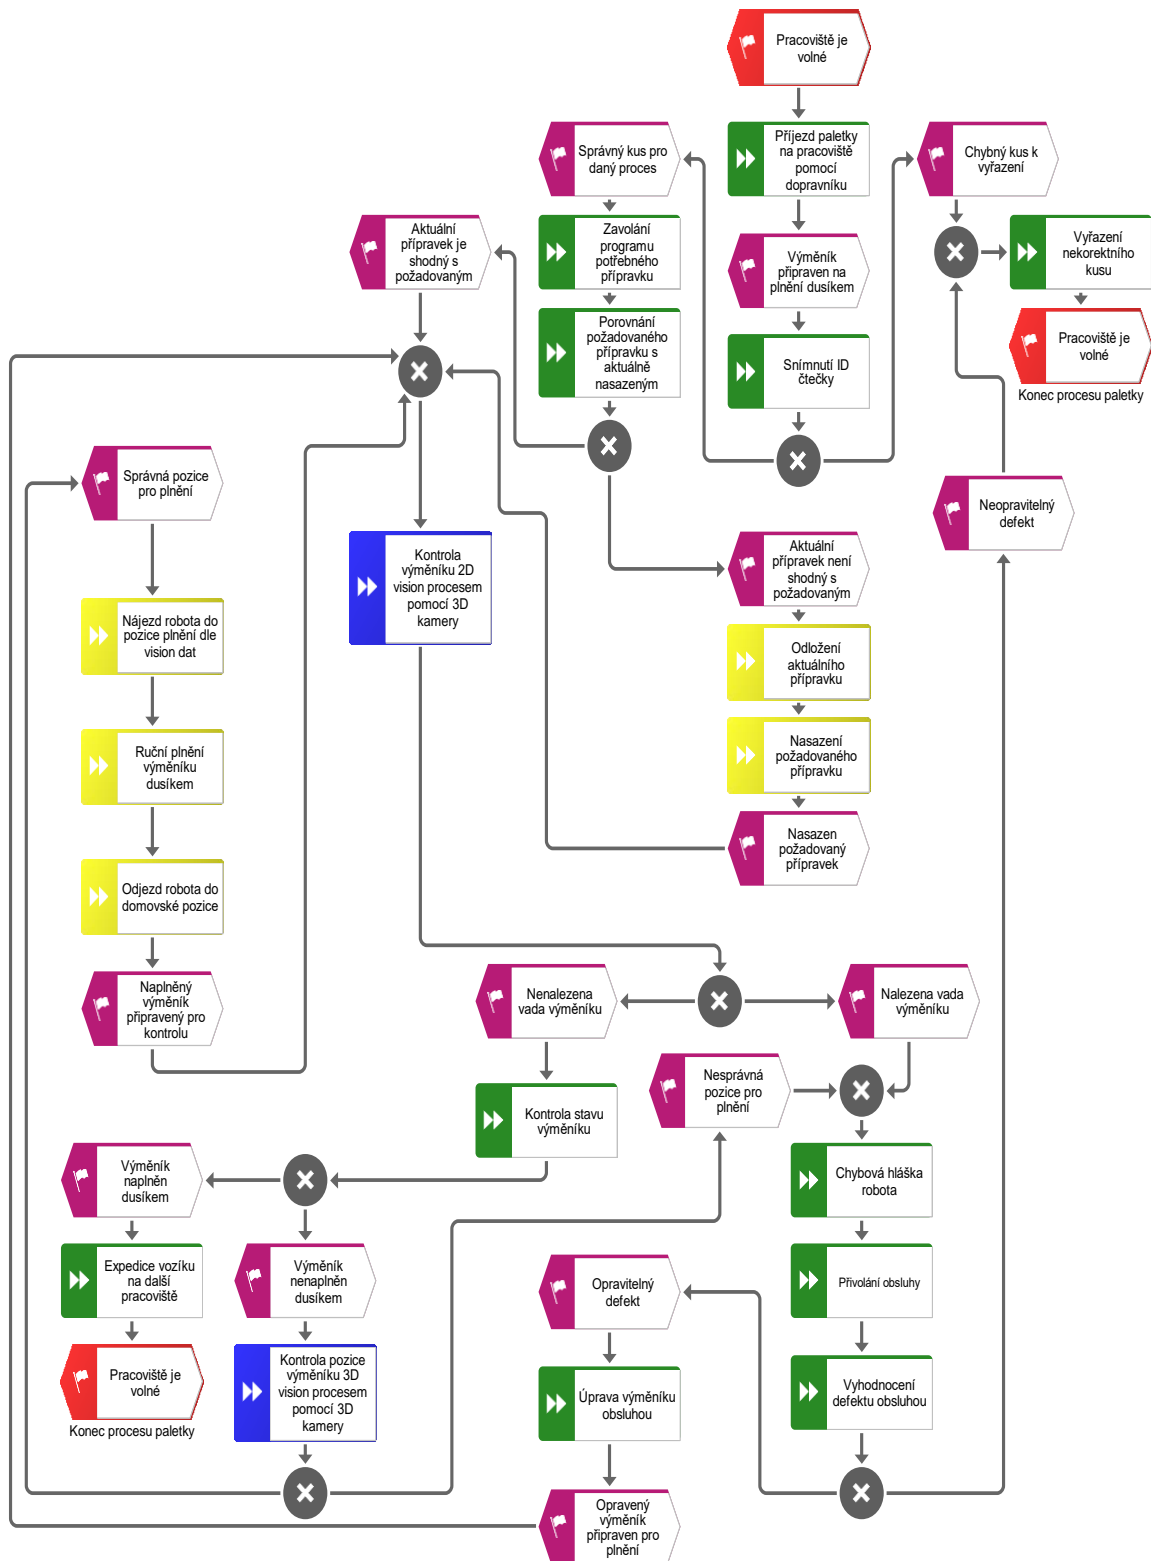 Pracoviště je
volné
Příjezd paletky
na pracoviště
pomocí
dopravníku
Správný kus pro
daný proces
Chybný kus k
vyřazení
Aktuální
přípravek je
shodný s
požadovaným
Zavolání
programu
potřebného
přípravku
Výměník
připraven na
plnění dusíkem
Vyřazení
nekorektního
kusu
Porovnání
požadovaného
přípravku s
aktuálně
nasazeným
Snímnutí ID
čtečky
Pracoviště je
volné
Konec procesu paletky
Správná pozice
pro plnění
Neopravitelný
defekt
Kontrola
výměníku 2D
vision procesem
pomocí 3D
kamery
Aktuální
přípravek není
shodný s
požadovaným
Nájezd robota do
pozice plnění dle
vision dat
Odložení
aktuálního
přípravku
Ruční plnění
výměníku
dusíkem
Nasazení
požadovaného
přípravku
Nasazen
požadovaný
přípravek
Odjezd robota do
domovské pozice
Naplněný
výměník
připravený pro
kontrolu
Nenalezena
vada výměníku
Nalezena vada
výměníku
Nesprávná
pozice pro
plnění
Kontrola stavu
výměníku
Výměník
naplněn
dusíkem
Chybová hláška
robota
Expedice vozíku
na další
pracoviště
Výměník
nenaplněn
dusíkem
Opravitelný
defekt
Přivolání obsluhy
Pracoviště je
volné
Konec procesu paletky
Kontrola pozice
výměníku 3D
vision procesem
pomocí 3D
kamery
Úprava výměníku
obsluhou
Vyhodnocení
defektu obsluhou
Opravený
výměník
připraven pro
plnění